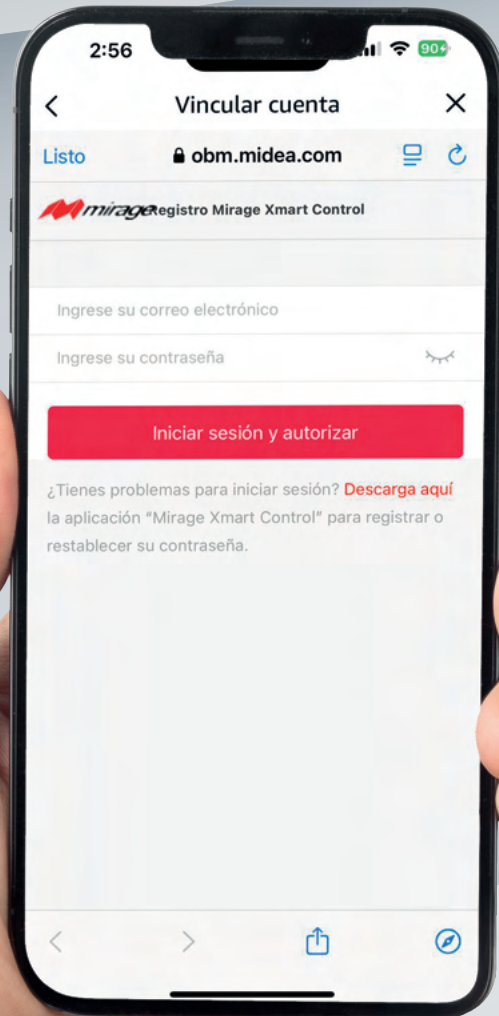 2:56
90
Vincular cuenta
Listo
obm.midea.com
mirage Registro Mirage Xmart Control
Ingrese su correo electrónico
Ingrese su contraseña
Iniciar sesión y autorizar
¿Tienes problemas para iniciar sesión? Descarga aquí
la aplicación “Mirage Xmart Control” para registrar o
restablecer su contraseña.